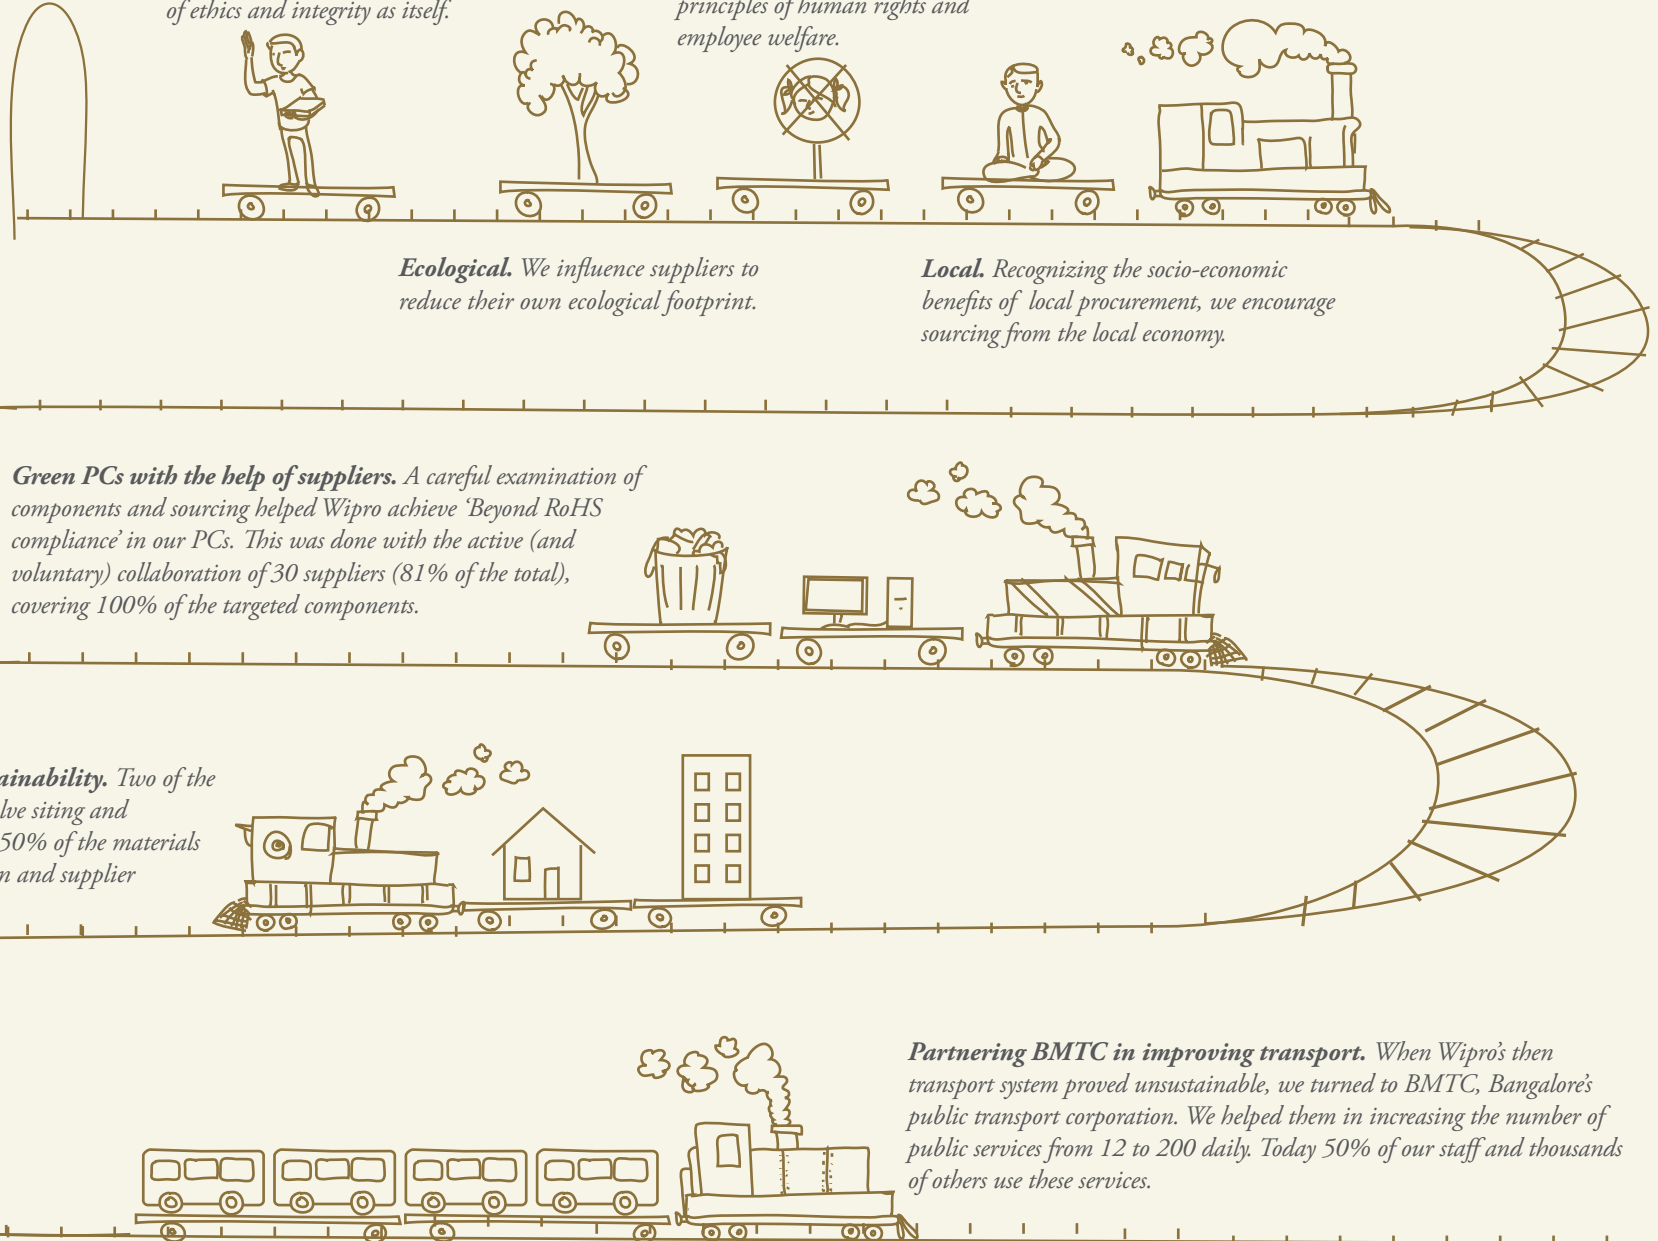 of ethics and integrity as itself.
principles of human rights and
employee welfare.
Ecological. We influence suppliers to
reduce their own ecological footprint.
Local. Recognizing the socio-economic
benefits of local procurement, we encourage
sourcing from the local economy.
Green PCs with the help of suppliers. A careful examination of
components and sourcing helped Wipro achieve ‘Beyond RoHS
compliance’ in our PCs. This was done with the active (and
voluntary) collaboration of 30 suppliers (81% of the total),
covering 100% of the targeted components.
ainability. Two of the
lve siting and
50% of the materials
n and supplier
Partnering BMTC in improving transport. When Wipro’s then
transport system proved unsustainable, we turned to BMTC, Bangalore’s
public transport corporation. We helped them in increasing the number of
public services from 12 to 200 daily. Today 50% of our staff and thousands
of others use these services.